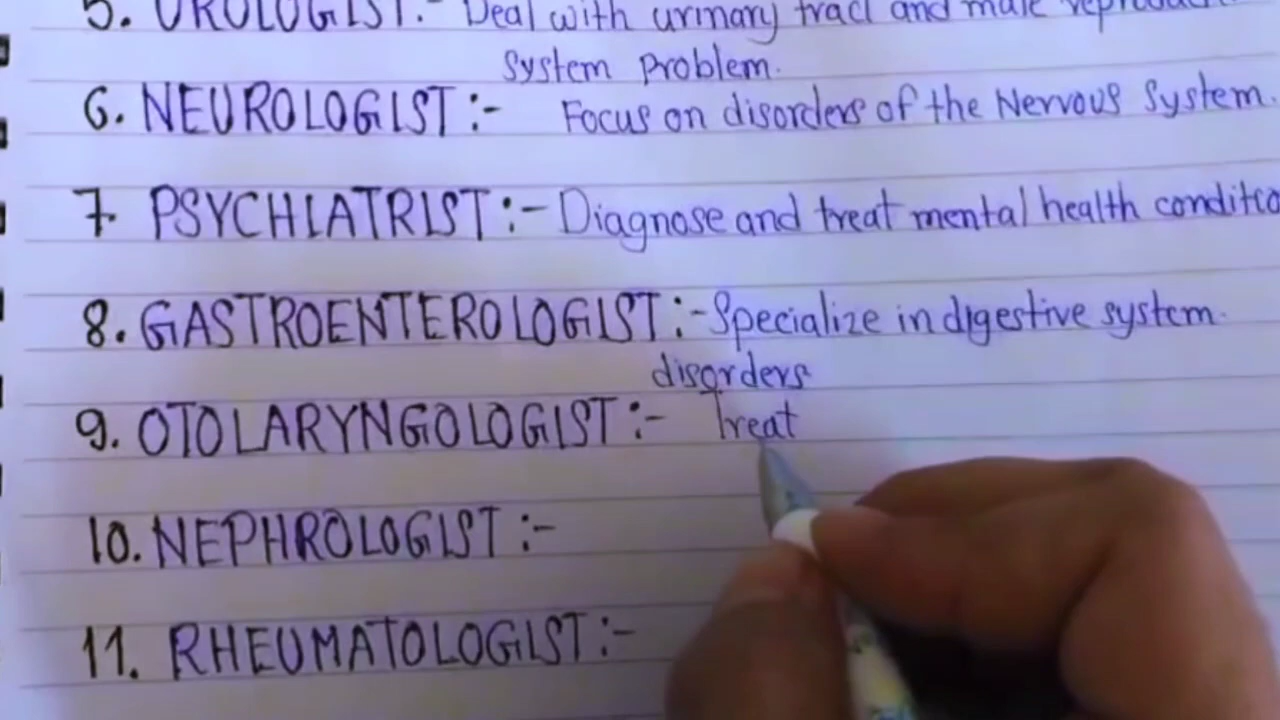 5. UROLOGIST:- Deal with urinary tract and male
system problem.
6. NEUROLOGIST:- Focus on disorders of the Nervous System.
7. PSYCHIATRIST:- Diagnose and treat mental health
8. GASTROENTEROLOGIST:- Specialize in digestive system
disorders
9. OTOLARYNGOLOGIST:- Treat
10. NEPHROLOGIST:-
11. RHEUMATOLOGIST:-